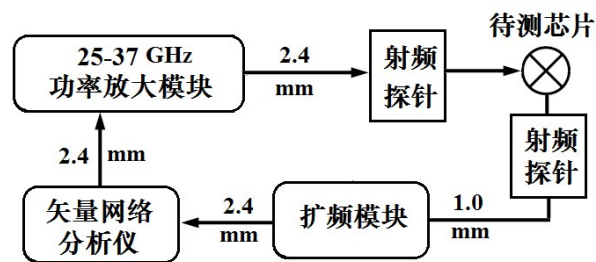 25-37 GHz
功率放大模块
2.4
mm
射频
探针
待测芯片
射频
探针
1.0
mm
扩频模块
2.4
mm
矢量网络
分析仪
2.4 mm